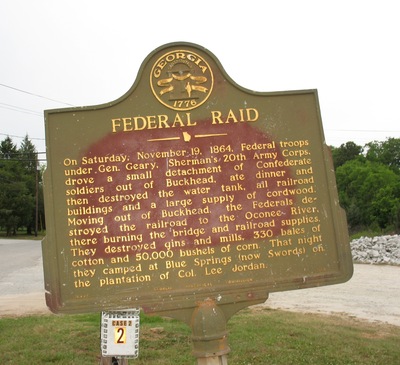 GEORGIA
1776
FEDERAL RAID
On Saturday, November 19, 1864, Federal troops
under Gen. Geary, Sherman's 20th Army Corps,
drove a small detachment of Confederate
soldiers out of Buckhead, ate dinner and
then destroyed the water tank, all railroad
buildings and a large supply of cordwood.
Moving out of Buckhead the Federals de-
stroyed the railroad to the Oconee River,
there burning the bridge and railroad supplies.
They destroyed gins and mills, 330 bales of
cotton and 50,000 bushels of corn. That night
they camped at Blue Springs (now Swords) on
the plantation of Col. Lee Jordan.
CASE 3
2